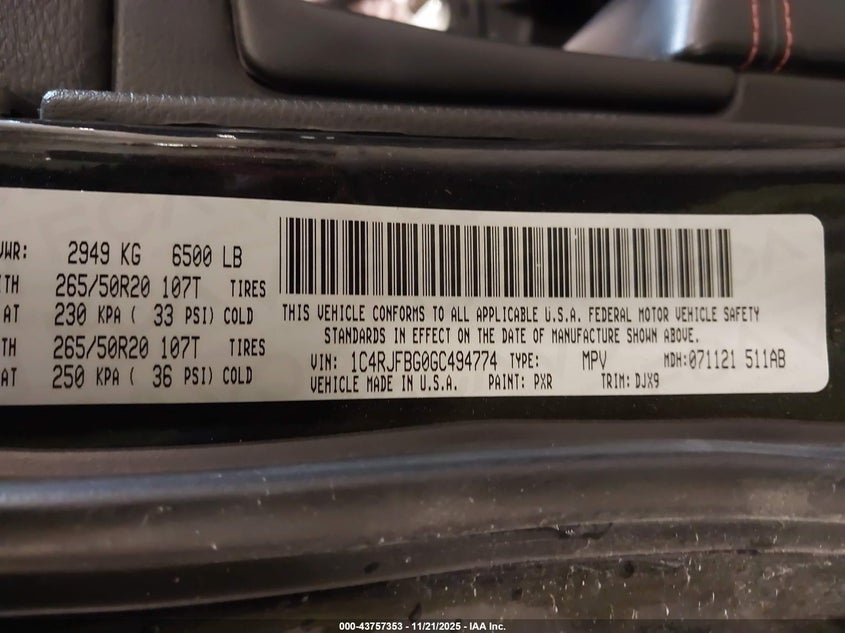 VWR: 2949 KG 6500 LB
TH 265/50R20 107T TIRES
AT 230 KPA ( 33 PSI) COLD
TH 265/50R20 107T TIRES
AT 250 KPA ( 36 PSI) COLD
THIS VEHICLE CONFORMS TO ALL APPLICABLE U.S.A. FEDERAL MOTOR VEHICLE SAFETY
STANDARDS IN EFFECT ON THE DATE OF MANUFACTURE SHOWN ABOVE.
VIN: 1C4RJFBG0GC494774 TYPE: MPV MDH:071121 511AB
VEHICLE MADE IN U.S.A. PAINT: PXR TRIM: DJX9
000-43757353 - 11/21/2025 - IAA Inc.